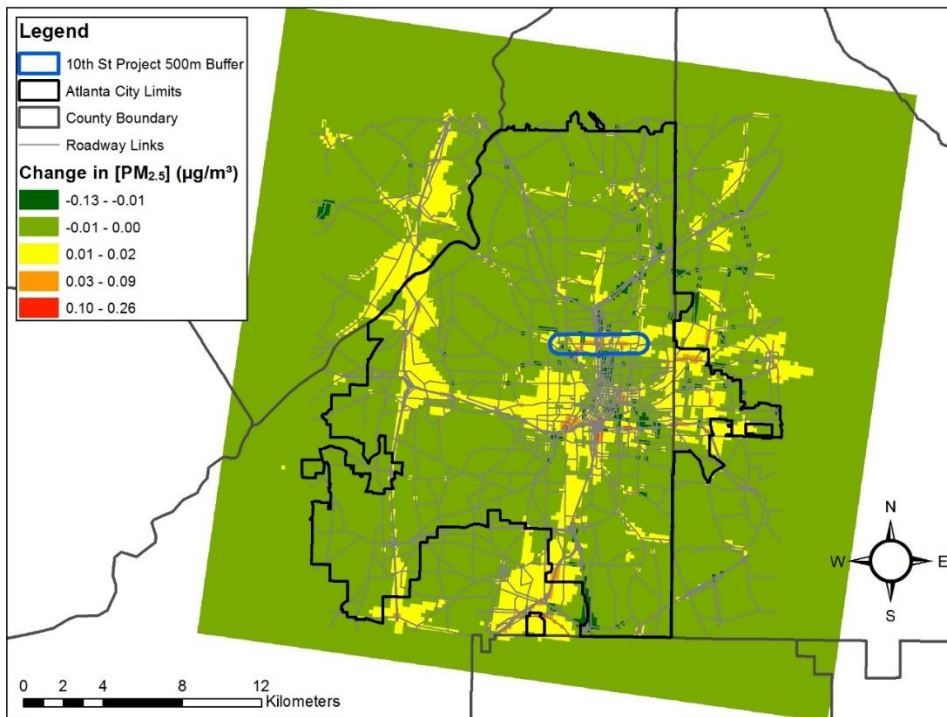 Legend
10th St Project 500m Buffer
Atlanta City Limits
County Boundary
Roadway Links
Change in [PM₂.₅] (µg/m³)
-0.13 - -0.01
-0.01 - 0.00
0.01 - 0.02
0.03 - 0.09
0.10 - 0.26
N
W E
S
0 2 4 8 12
Kilometers